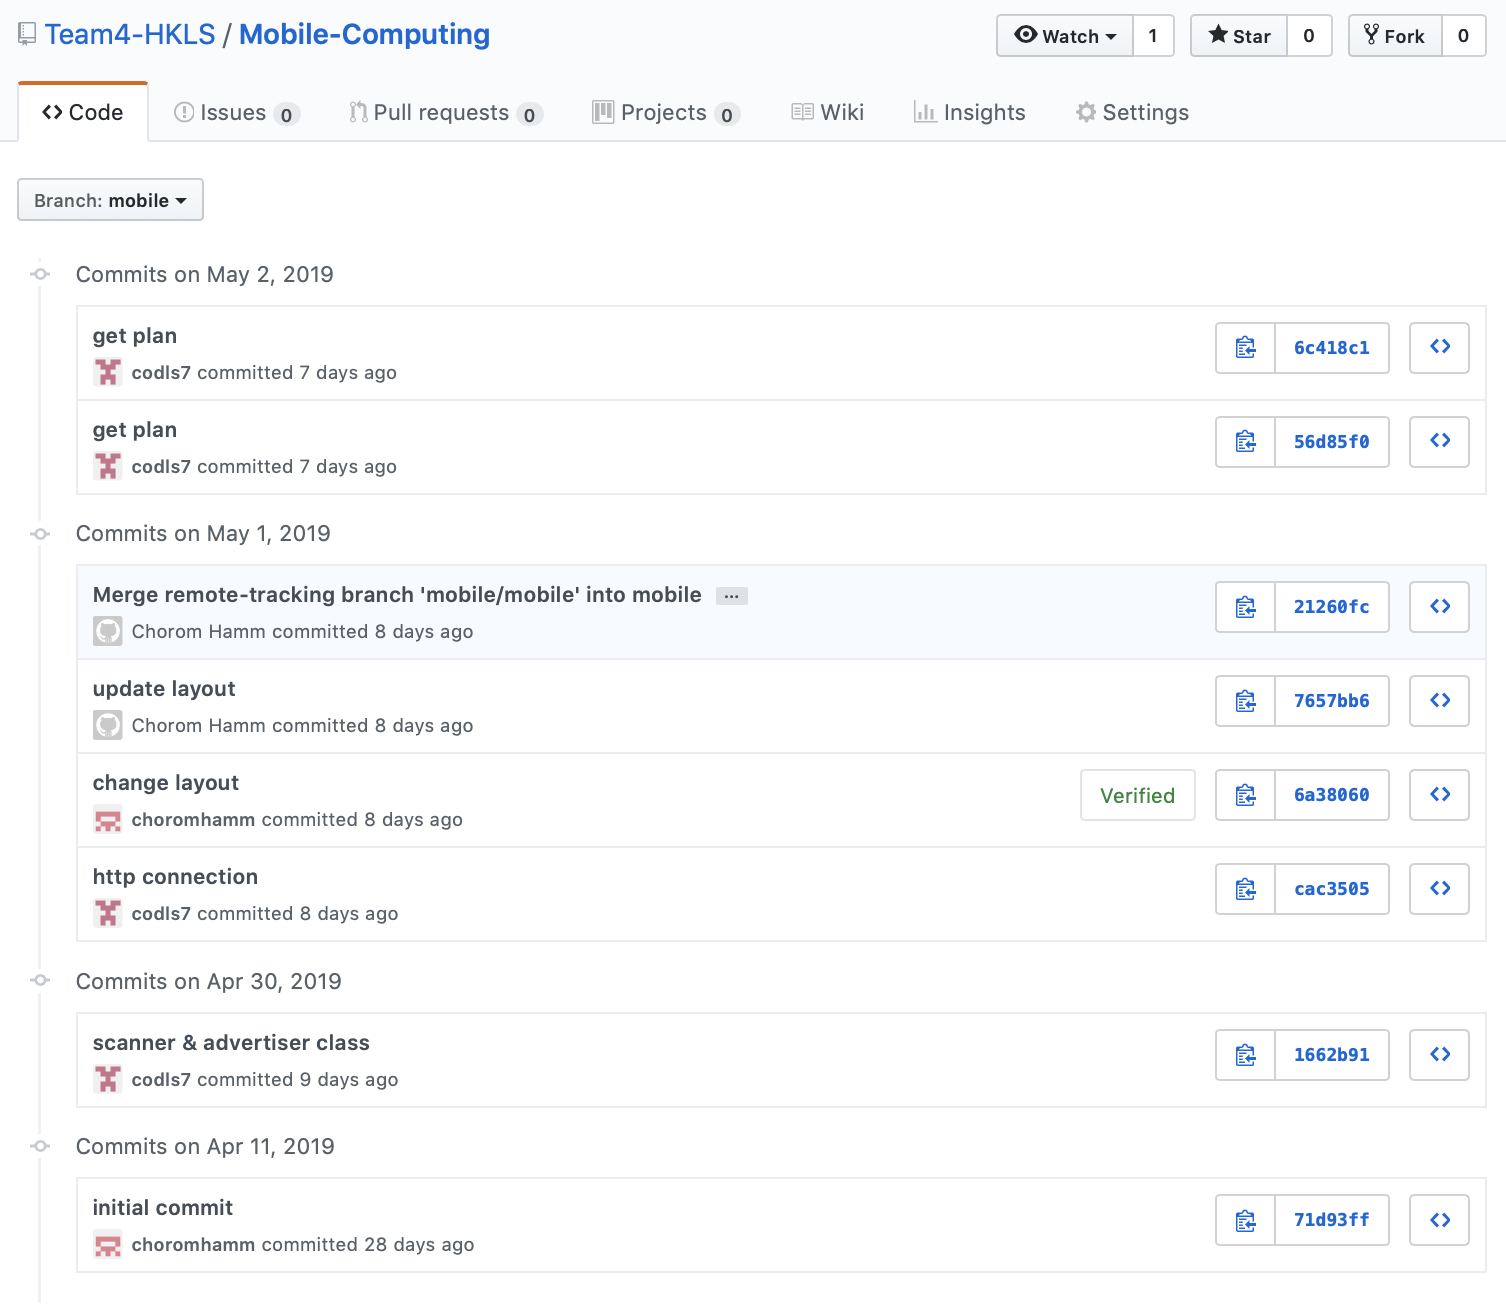 Team4-HKLS / Mobile-Computing
Watch 1 Star 0 Fork 0
Code Issues 0 Pull requests 0 Projects 0 Wiki Insights Settings
Branch: mobile
Commits on May 2, 2019
get plan
6c418c1
codls7 committed 7 days ago
get plan
56d85f0
codls7 committed 7 days ago
Commits on May 1, 2019
Merge remote-tracking branch 'mobile/mobile' into mobile ...
21260fc
Chorom Hamm committed 8 days ago
update layout
7657bb6
Chorom Hamm committed 8 days ago
change layout
Verified 6a38060
choromhamm committed 8 days ago
http connection
cac3505
codls7 committed 8 days ago
Commits on Apr 30, 2019
scanner & advertiser class
1662b91
codls7 committed 9 days ago
Commits on Apr 11, 2019
initial commit
71d93ff
choromhamm committed 28 days ago